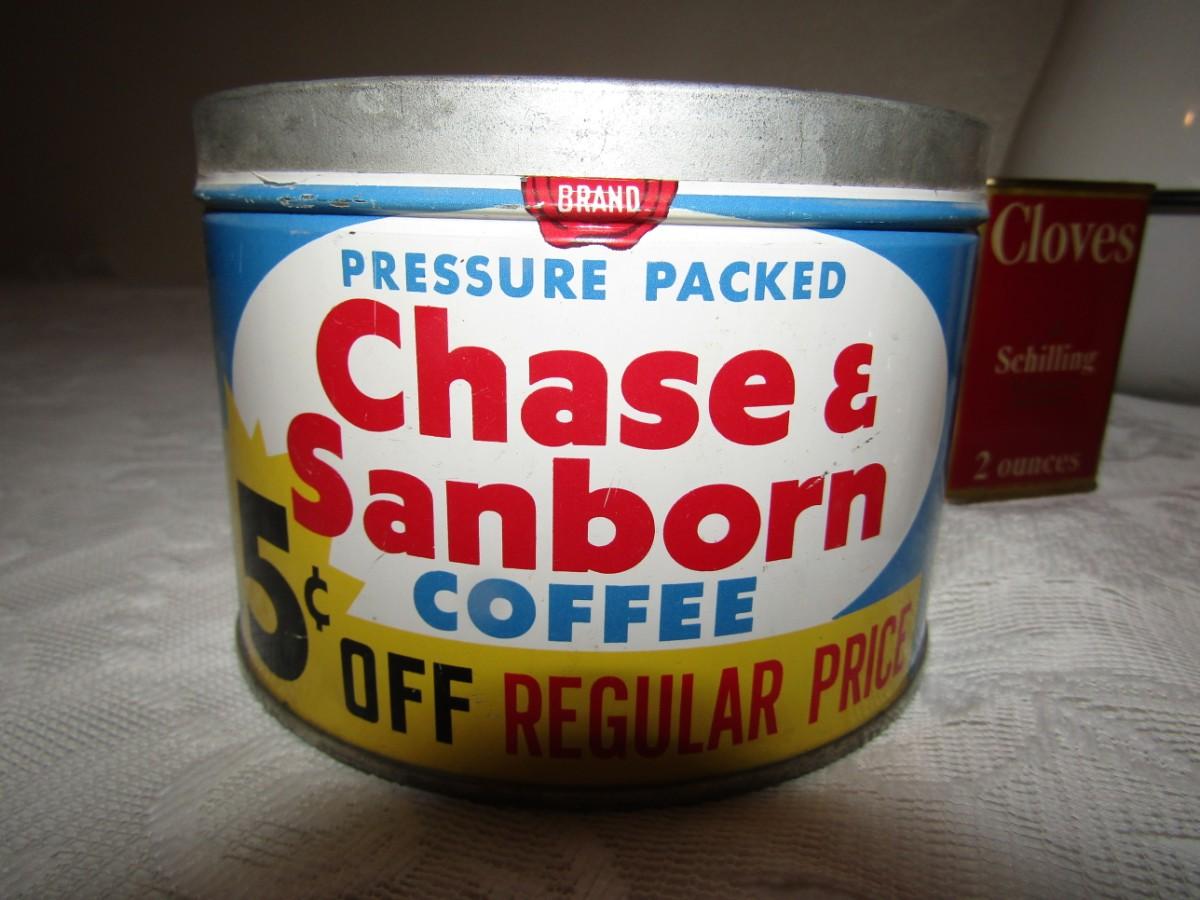 BRAND
PRESSURE PACKED
Chase &
Sanborn
COFFEE
5¢ OFF REGULAR PRICE
Cloves
Schilling
2 ounces